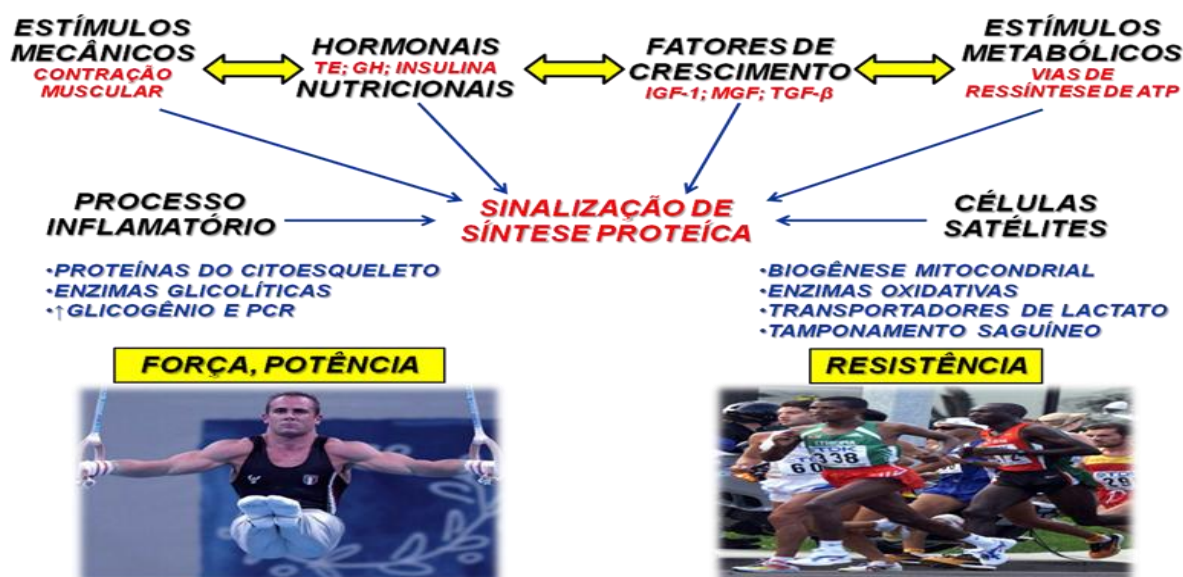 ESTÍMULOS
MECÂNICOS
CONTRAÇÃO
MUSCULAR
HORMONAIS
TE; GH; INSULINA
NUTRICIONAIS
FATORES DE
CRESCIMENTO
IGF-1; MGF; TGF-β
ESTÍMULOS
METABÓLICOS
VIAS DE
RESSÍNTESE DE ATP
PROCESSO
INFLAMATÓRIO
SINALIZAÇÃO DE
SÍNTESE PROTEÍCA
CÉLULAS
SATÉLITES
•PROTEÍNAS DO CITOESQUELETO
•ENZIMAS GLICOLÍTICAS
•↑GLICOGÊNIO E PCR
•BIOGÊNESE MITOCONDRIAL
•ENZIMAS OXIDATIVAS
•TRANSPORTADORES DE LACTATO
•TAMPONAMENTO SAGUÍNEO
FORÇA, POTÊNCIA
RESISTÊNCIA
338